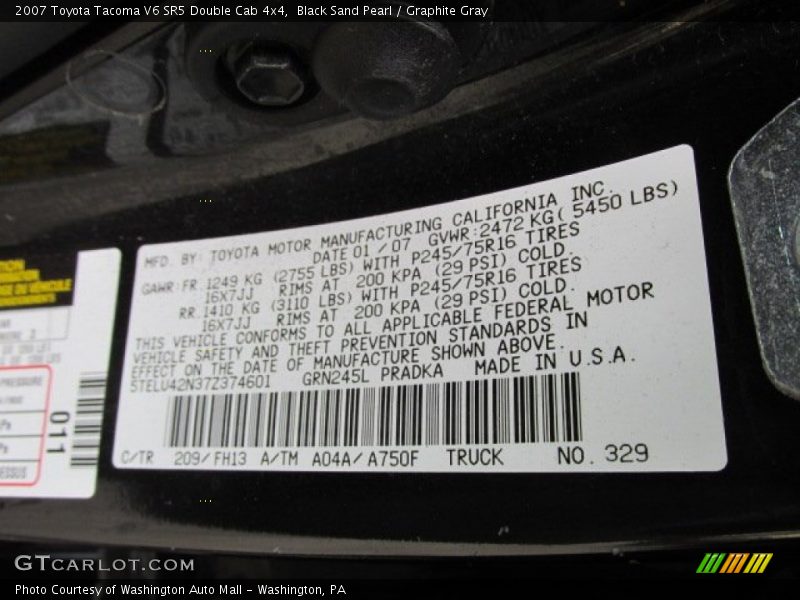 2007 Toyota Tacoma V6 SR5 Double Cab 4x4, Black Sand Pearl / Graphite Gray
MFD. BY: TOYOTA MOTOR MANUFACTURING CALIFORNIA INC.
DATE 01 / 07 GVWR:2472 KG( 5450 LBS)
GAWR:FR.1249 KG (2755 LBS) WITH P245/75R16 TIRES
16X7JJ RIMS AT 200 KPA (29 PSI) COLD.
RR.1410 KG (3110 LBS) WITH P245/75R16 TIRES
16X7JJ RIMS AT 200 KPA (29 PSI) COLD.
THIS VEHICLE CONFORMS TO ALL APPLICABLE FEDERAL MOTOR
VEHICLE SAFETY AND THEFT PREVENTION STANDARDS IN
EFFECT ON THE DATE OF MANUFACTURE SHOWN ABOVE.
5TELU42N37Z374601 GRN245L PRADKA MADE IN U.S.A.
C/TR 209/FH13 A/TM A04A/A750F TRUCK NO. 329
011
GTCARLOT.COM
Photo Courtesy of Washington Auto Mall - Washington, PA